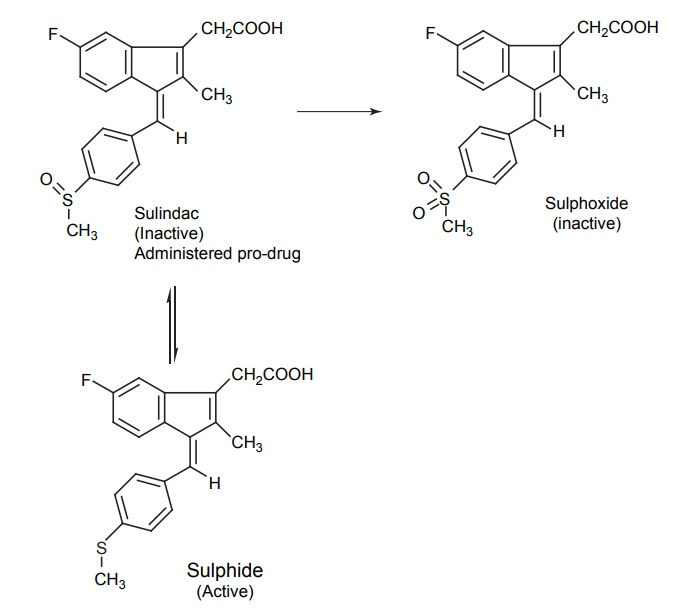 F
CH₂COOH
CH₃
H
O
S
CH₃
Sulindac
(Inactive)
Administered pro-drug
F
CH₂COOH
CH₃
H
O
O
S
CH₃
Sulphoxide
(inactive)
F
CH₂COOH
CH₃
H
S
CH₃
Sulphide
(Active)